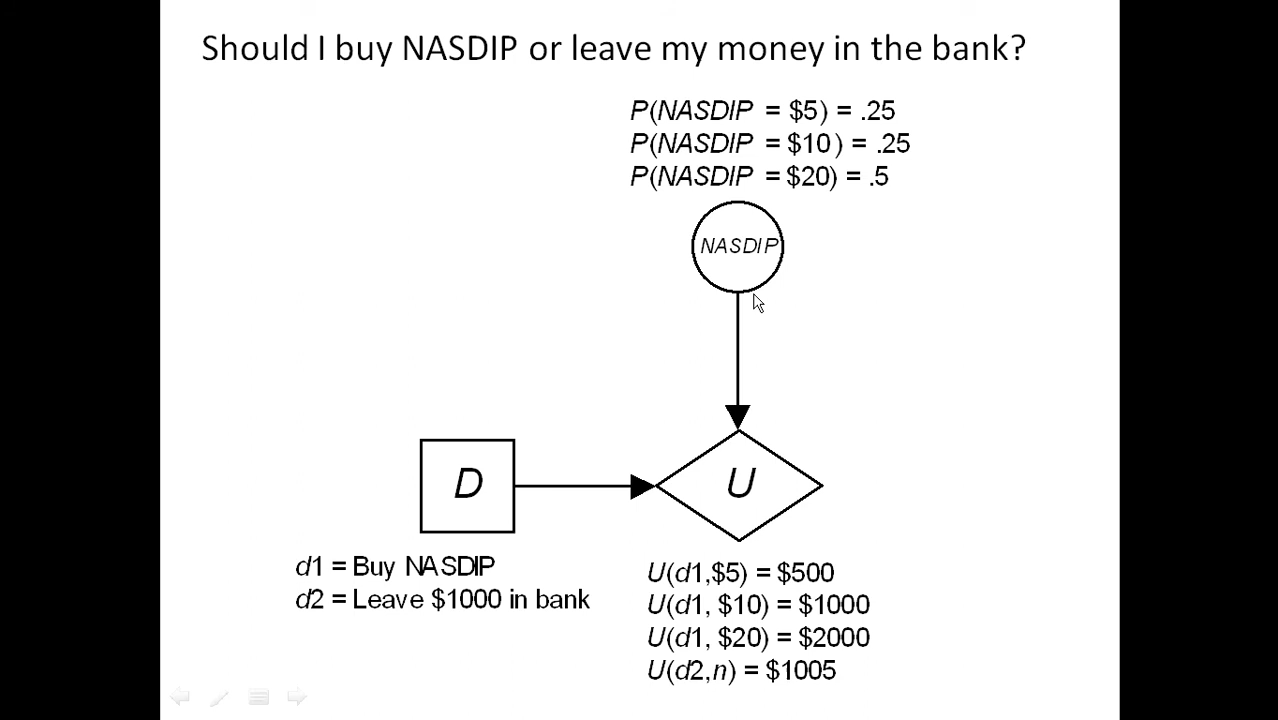 Should I buy NASDIP or leave my money in the bank?
P(NASDIP = $5) = .25
P(NASDIP = $10) = .25
P(NASDIP = $20) = .5
NASDIP
D
U
d1 = Buy NASDIP
d2 = Leave $1000 in bank
U(d1,$5) = $500
U(d1, $10) = $1000
U(d1, $20) = $2000
U(d2,n) = $1005